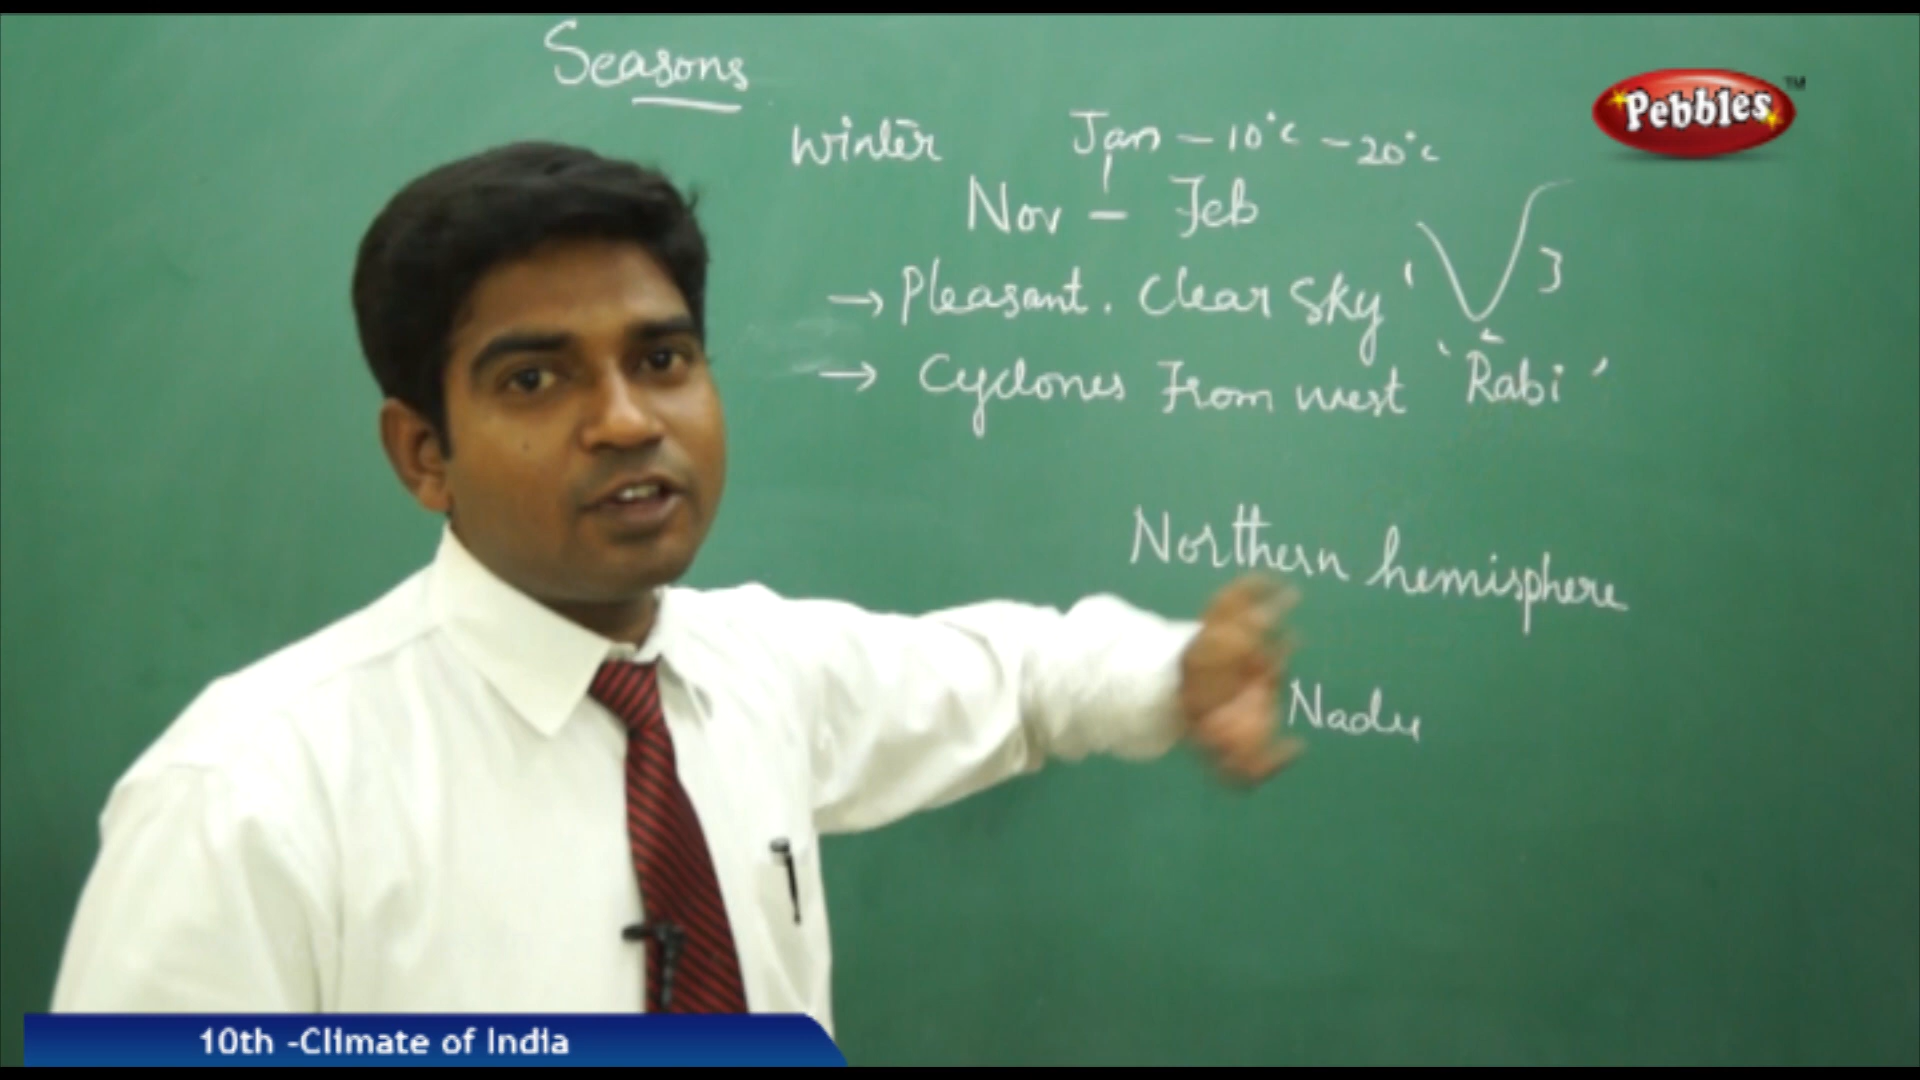 Seasons
Pebbles™
Winter Jan - 10°c - 20°c
Nov - Feb
→ Pleasant. Clear Sky'
→ Cyclones From west 'Rabi'
Northern hemisphere
Nadu
10th -Climate of India